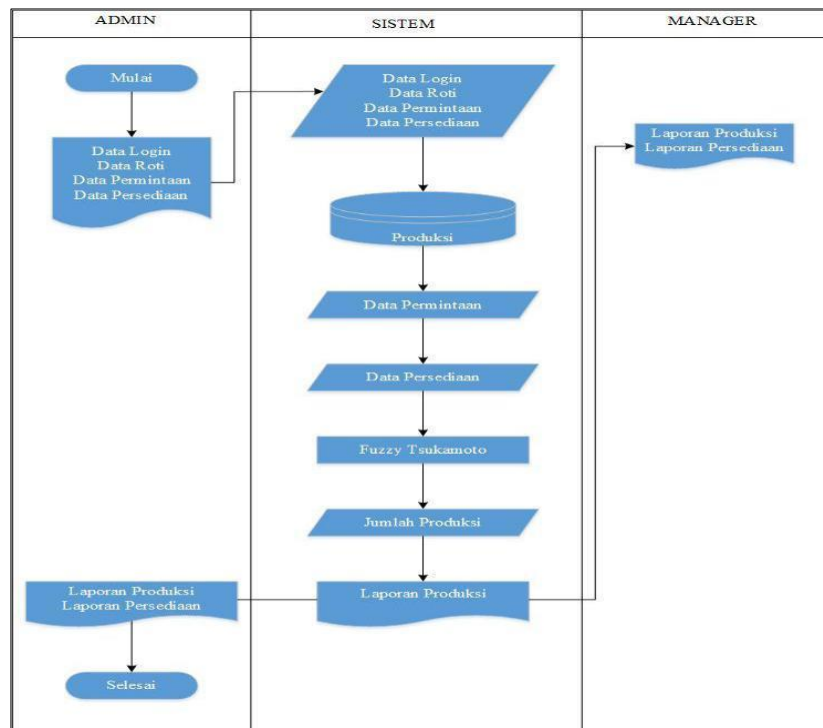 ADMIN
SISTEM
MANAGER
Mulai
Data Login
Data Roti
Data Permintaan
Data Persediaan
Data Login
Data Roti
Data Permintaan
Data Persediaan
Laporan Produksi
Laporan Persediaan
Produksi
Data Permintaan
Data Persediaan
Fuzzy Tsukamoto
Jumlah Produksi
Laporan Produksi
Laporan Produksi
Laporan Persediaan
Selesai